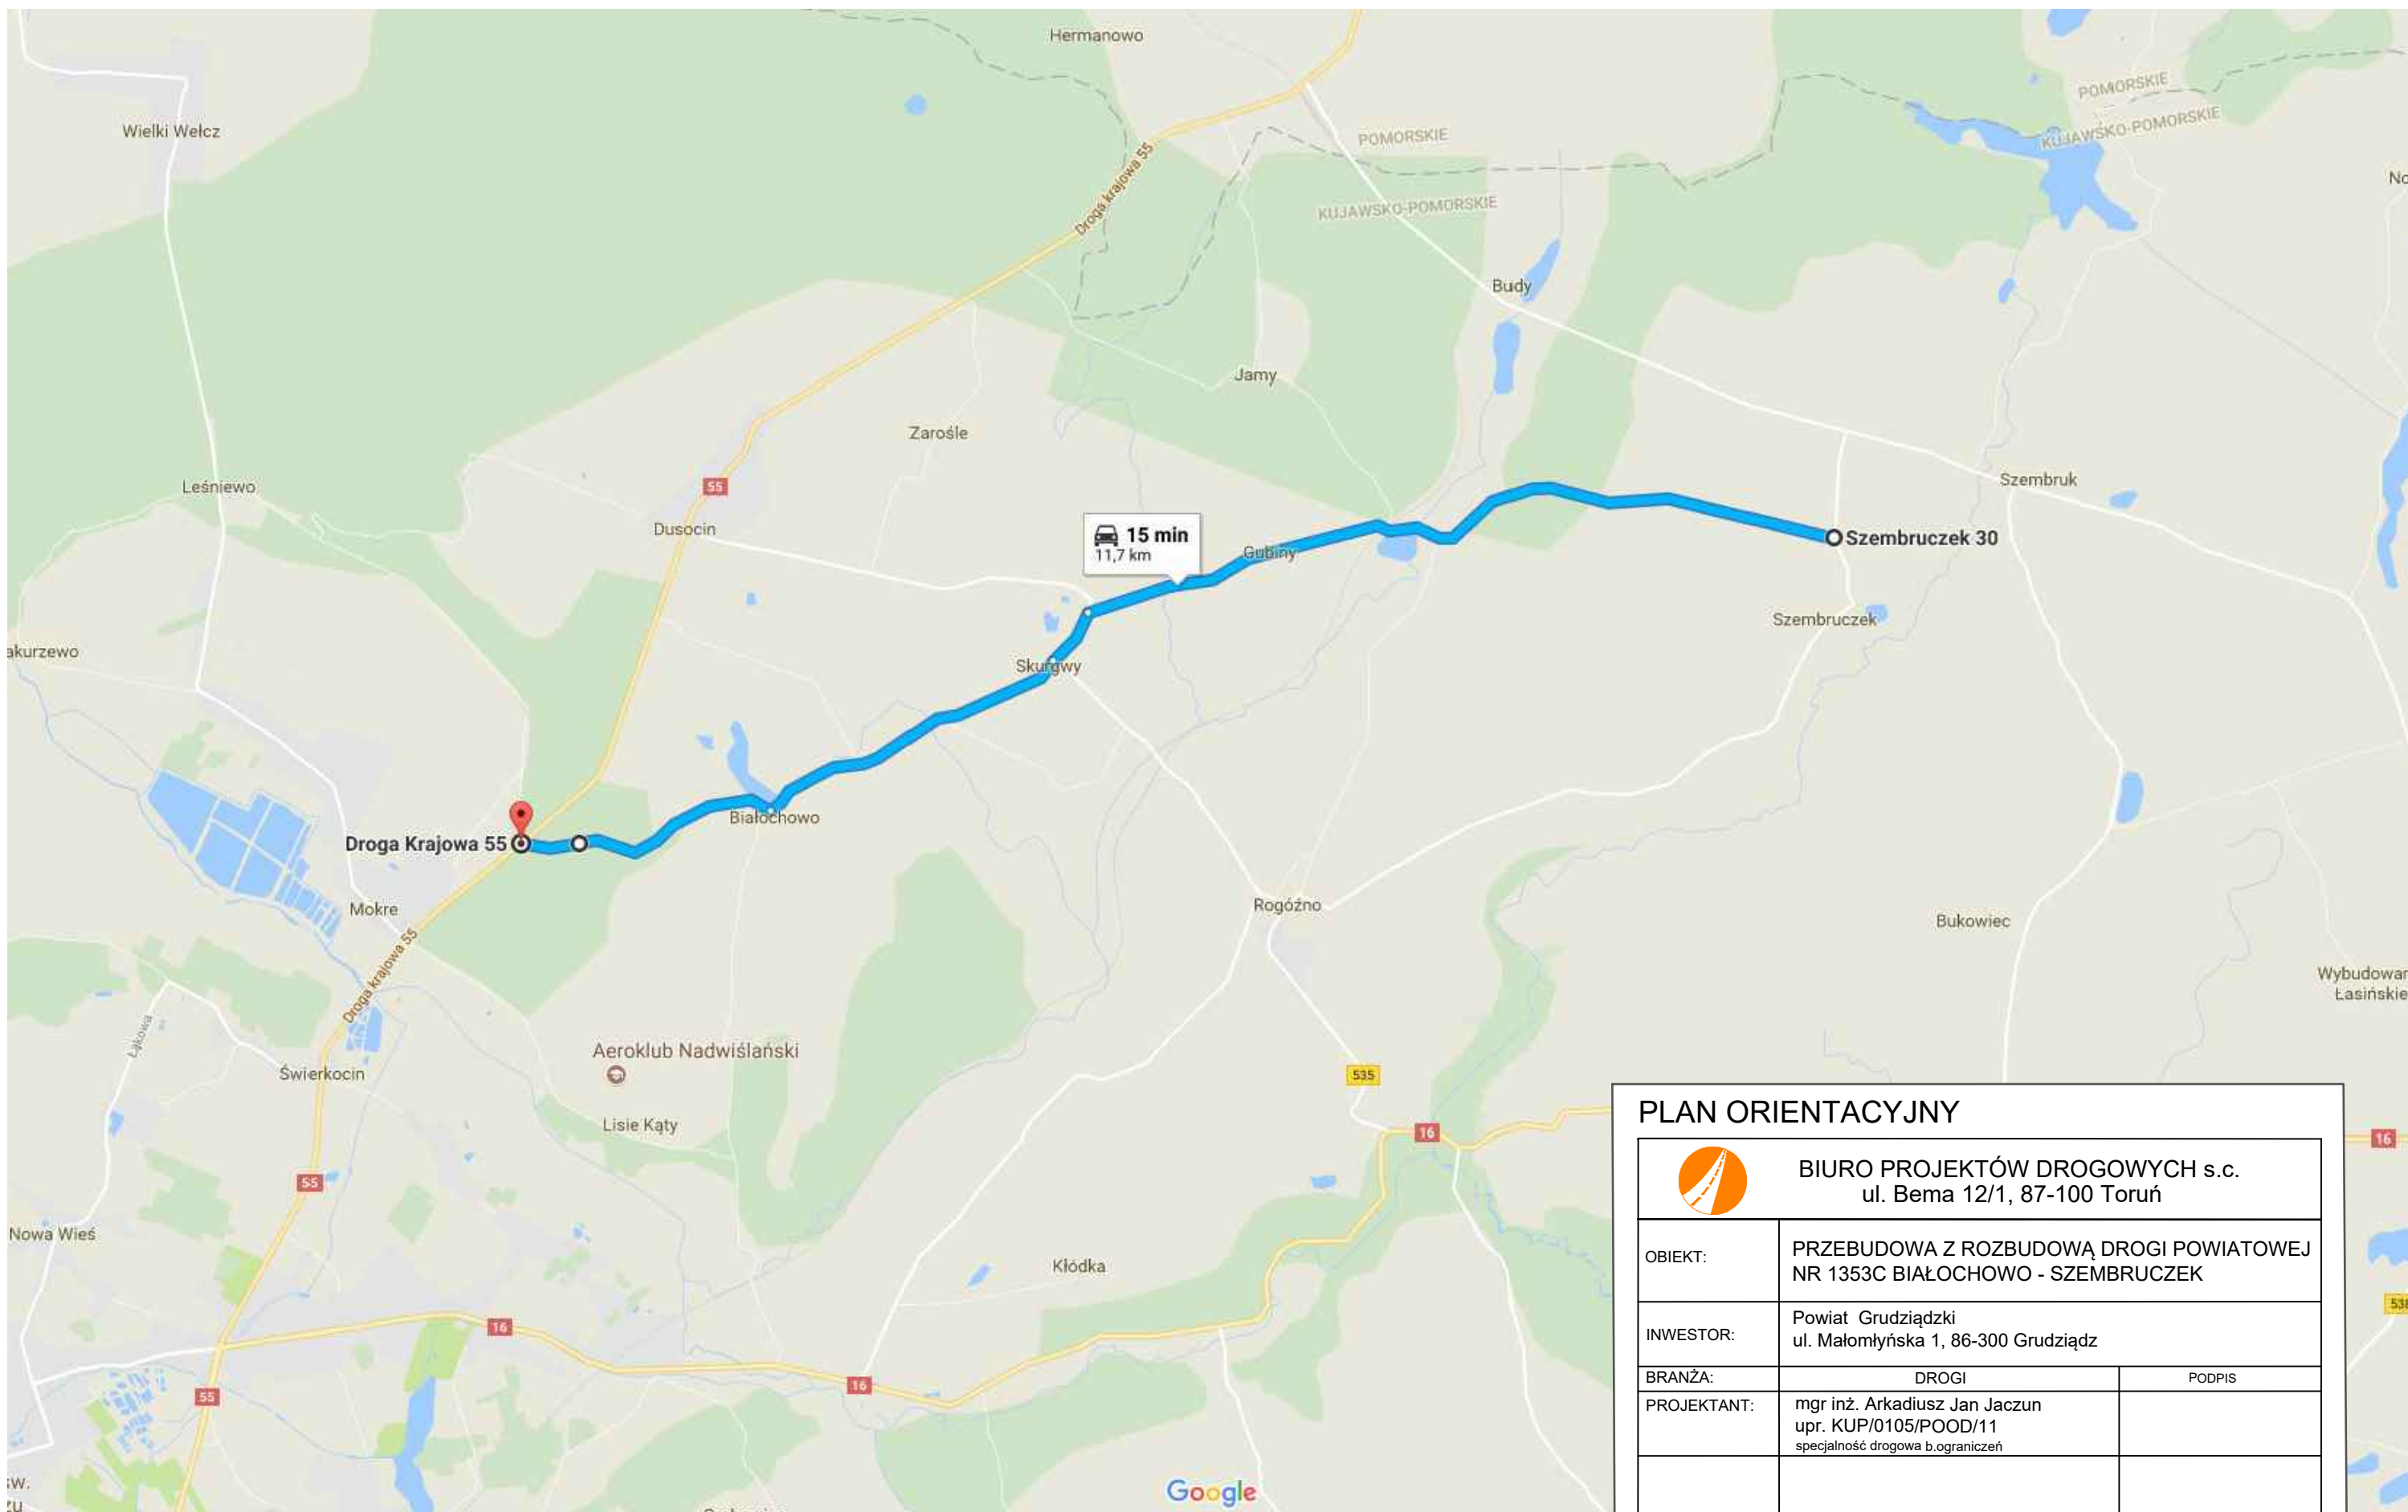 Hermanowo
POMORSKIE
KUJAWSKO-POMORSKIE
Wielki Wełcz
POMORSKIE
Droga krajowa 55
KUJAWSKO-POMORSKIE
Budy
Jamy
Zarośle
Leśniewo
55
Szembruk
Dusocin
15 min
11,7 km
Gubiny
Szembruczek 30
Szembruczek
akurzewo
Skurgwy
Białochowo
Droga Krajowa 55
Mokre
Rogóźno
Bukowiec
Droga krajowa 55
Wybudowan
Łasińskie
Łąkowa
Aeroklub Nadwiślański
Świerkocin
535
Lisie Kąty
16
16
55
Nowa Wieś
Kłódka
538
16
16
55
Google
PLAN ORIENTACYJNY
BIURO PROJEKTÓW DROGOWYCH s.c.
ul. Bema 12/1, 87-100 Toruń
OBIEKT:
PRZEBUDOWA Z ROZBUDOWĄ DROGI POWIATOWEJ
NR 1353C BIAŁOCHOWO - SZEMBRUCZEK
INWESTOR:
Powiat Grudziądzki
ul. Małomłyńska 1, 86-300 Grudziądz
BRANŻA: DROGI PODPIS
PROJEKTANT:
mgr inż. Arkadiusz Jan Jaczun
upr. KUP/0105/POOD/11
specjalność drogowa b.ograniczeń